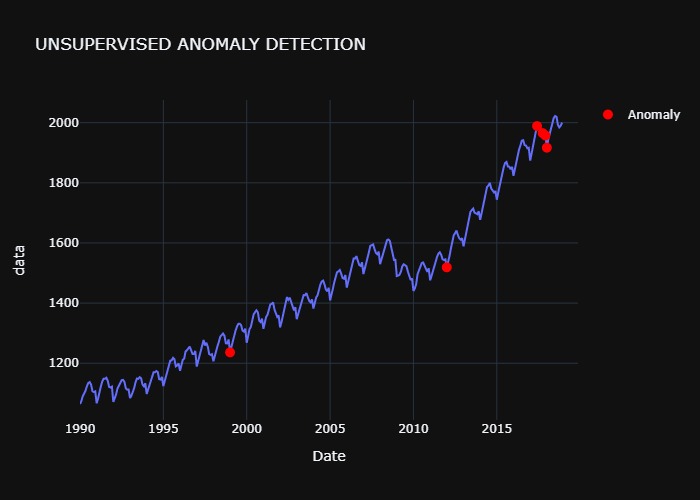 UNSUPERVISED ANOMALY DETECTION
Anomaly
2000
1800
1600
1400
1200
data
1990 1995 2000 2005 2010 2015
Date